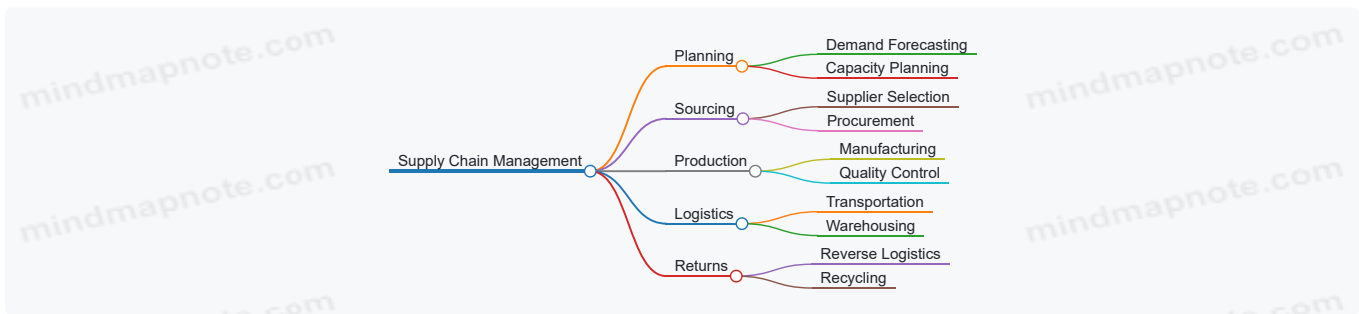 mindmapnote.com
mindmapnote.com
Demand Forecasting
Planning
Capacity Planning
Supplier Selection
Sourcing
Procurement
Manufacturing
Supply Chain Management
Production
Quality Control
mindmapnote.com
mindmapnote.com
Transportation
Logistics
Warehousing
Reverse Logistics
Returns
Recycling